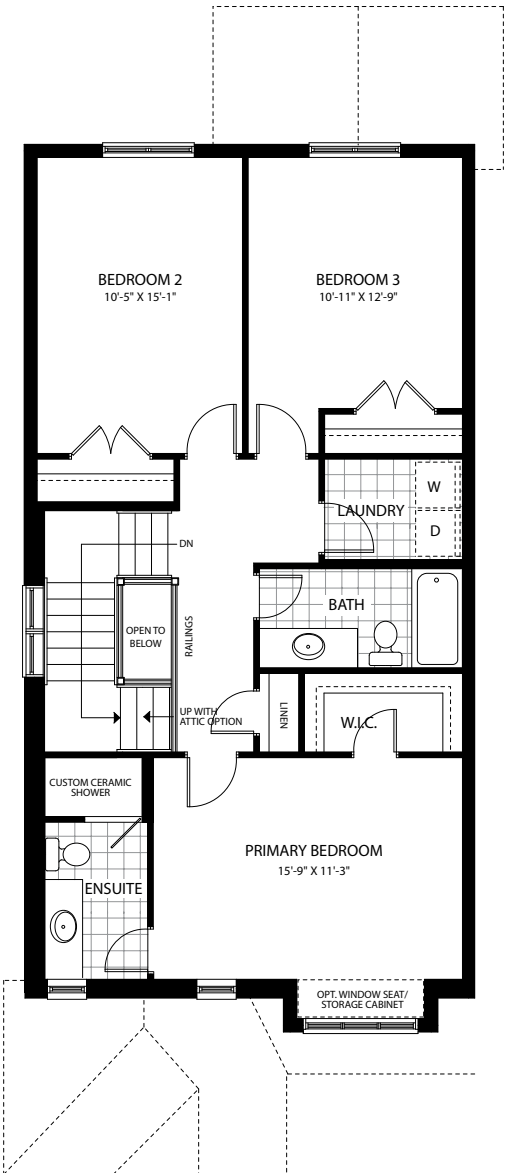 BEDROOM 2
10'-5" X 15'-1"
BEDROOM 3
10'-11" X 12'-9"
W
LAUNDRY
D
DN
BATH
OPEN TO
BELOW
RAILINGS
LINEN
UP WITH
ATTIC OPTION
W.I.C.
CUSTOM CERAMIC
SHOWER
PRIMARY BEDROOM
15'-9" X 11'-3"
ENSUITE
OPT. WINDOW SEAT/
STORAGE CABINET